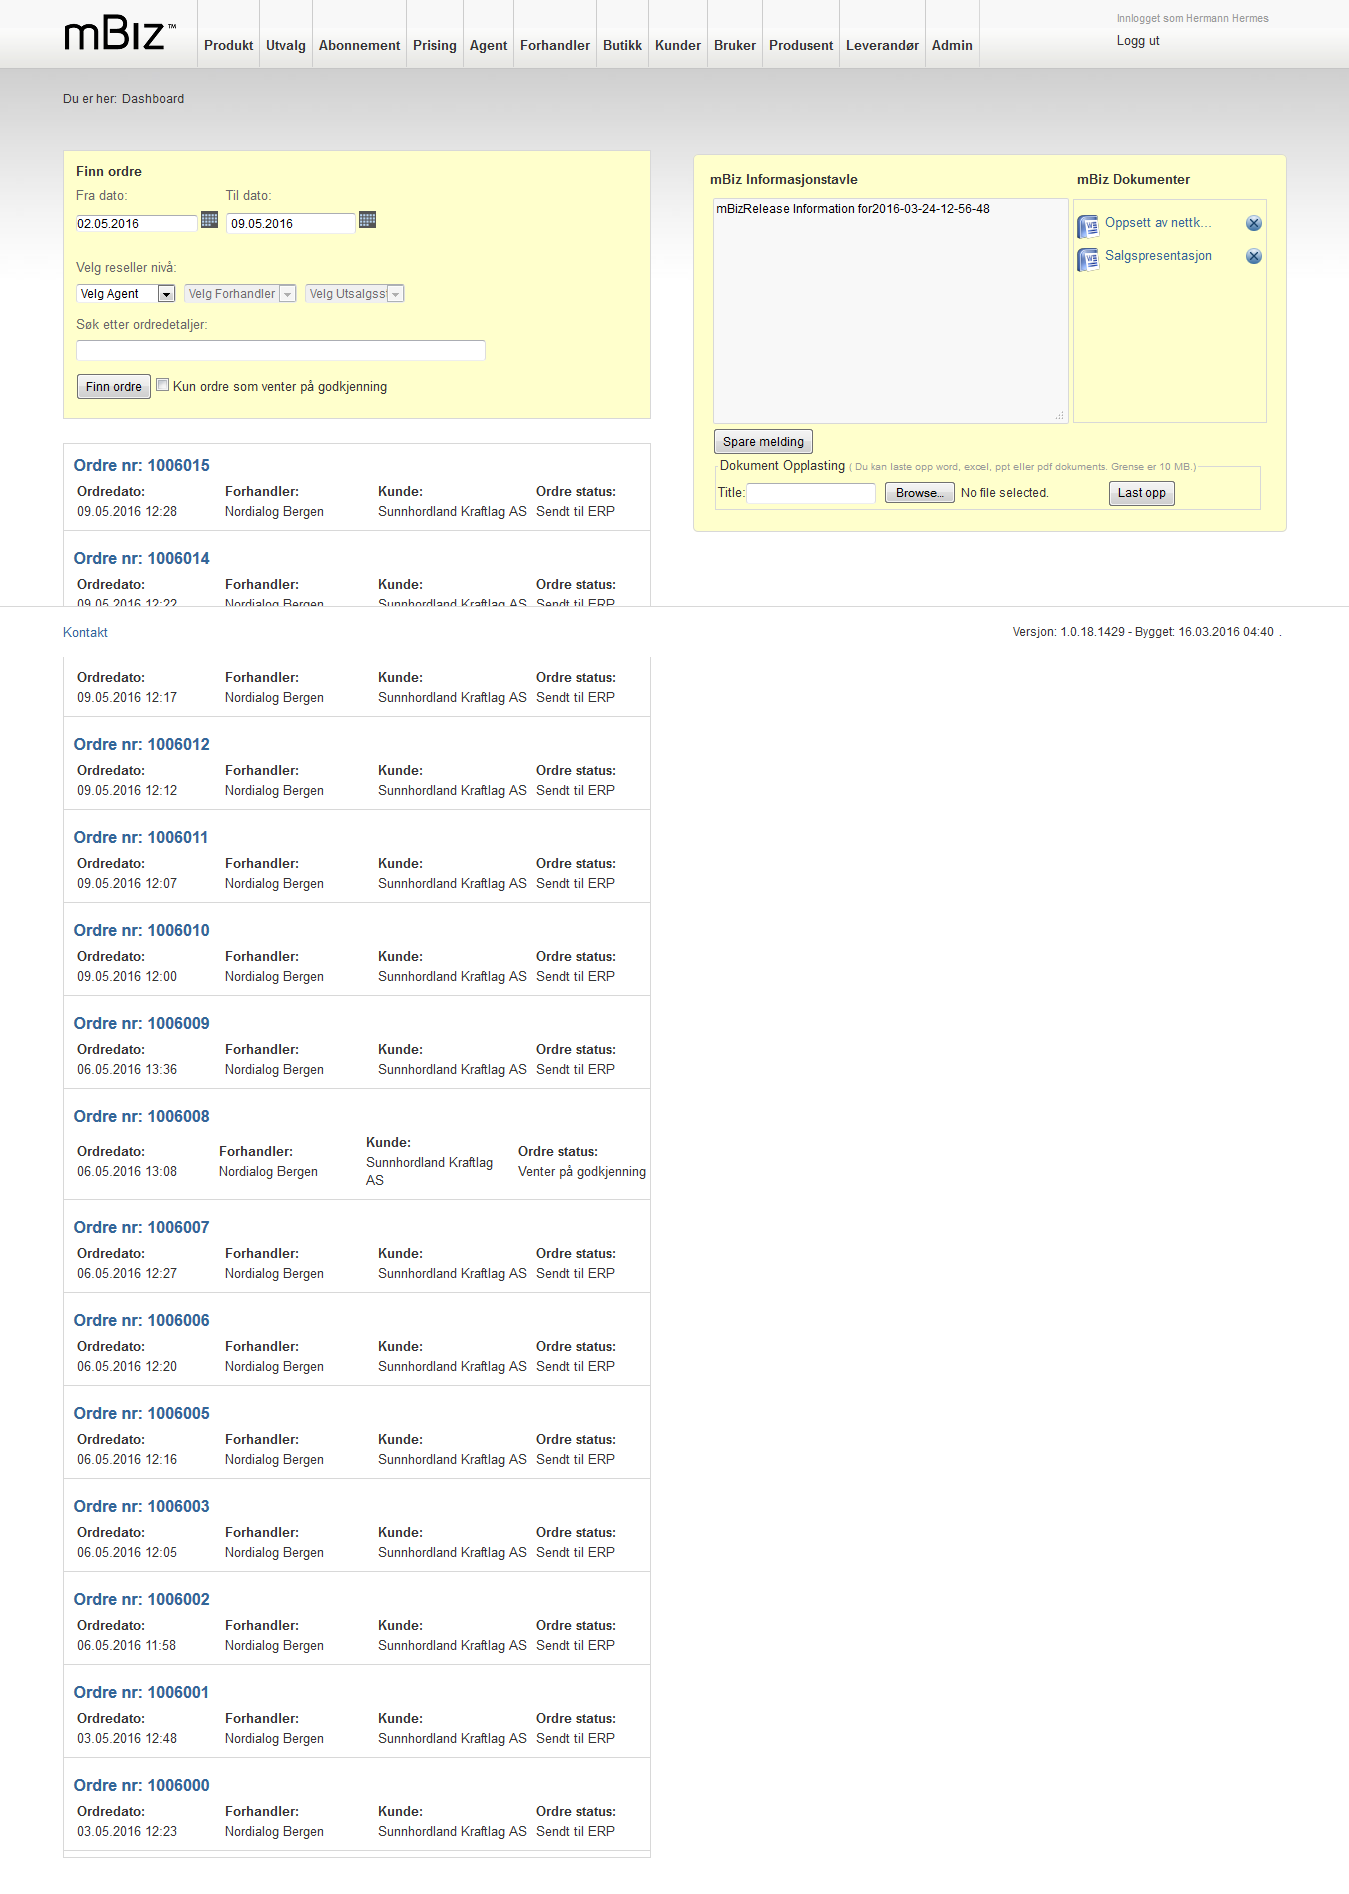 mBiz™
Produkt Utvalg Abonnement Prising Agent Forhandler Butikk Kunder Bruker Produsent Leverandør Admin
Innlogget som Hermann Hermes
Logg ut
Du er her: Dashboard
Finn ordre
Fra dato: Til dato:
02.05.2016 09.05.2016
Velg reseller nivå:
Velg Agent Velg Forhandler Velg Utsalgss
Søk etter ordredetaljer:
Finn ordre Kun ordre som venter på godkjenning
mBiz Informasjonstavle mBiz Dokumenter
mBizRelease Information for2016-03-24-12-56-48
Oppsett av nettk...
Salgspresentasjon
Spare melding
Dokument Opplasting ( Du kan laste opp word, excel, ppt eller pdf dokuments. Grense er 10 MB.)
Title: Browse... No file selected. Last opp
Ordre nr: 1006015
Ordredato: Forhandler: Kunde: Ordre status:
09.05.2016 12:28 Nordialog Bergen Sunnhordland Kraftlag AS Sendt til ERP
Ordre nr: 1006014
Ordredato: Forhandler: Kunde: Ordre status:
09.05.2016 12:22 Nordialog Bergen Sunnhordland Kraftlag AS Sendt til ERP
Kontakt Versjon: 1.0.18.1429 - Bygget: 16.03.2016 04:40 .
Ordredato: Forhandler: Kunde: Ordre status:
09.05.2016 12:17 Nordialog Bergen Sunnhordland Kraftlag AS Sendt til ERP
Ordre nr: 1006012
Ordredato: Forhandler: Kunde: Ordre status:
09.05.2016 12:12 Nordialog Bergen Sunnhordland Kraftlag AS Sendt til ERP
Ordre nr: 1006011
Ordredato: Forhandler: Kunde: Ordre status:
09.05.2016 12:07 Nordialog Bergen Sunnhordland Kraftlag AS Sendt til ERP
Ordre nr: 1006010
Ordredato: Forhandler: Kunde: Ordre status:
09.05.2016 12:00 Nordialog Bergen Sunnhordland Kraftlag AS Sendt til ERP
Ordre nr: 1006009
Ordredato: Forhandler: Kunde: Ordre status:
06.05.2016 13:36 Nordialog Bergen Sunnhordland Kraftlag AS Sendt til ERP
Ordre nr: 1006008
Ordredato: Forhandler: Kunde: Ordre status:
06.05.2016 13:08 Nordialog Bergen Sunnhordland Kraftlag Venter på godkjenning
AS
Ordre nr: 1006007
Ordredato: Forhandler: Kunde: Ordre status:
06.05.2016 12:27 Nordialog Bergen Sunnhordland Kraftlag AS Sendt til ERP
Ordre nr: 1006006
Ordredato: Forhandler: Kunde: Ordre status:
06.05.2016 12:20 Nordialog Bergen Sunnhordland Kraftlag AS Sendt til ERP
Ordre nr: 1006005
Ordredato: Forhandler: Kunde: Ordre status:
06.05.2016 12:16 Nordialog Bergen Sunnhordland Kraftlag AS Sendt til ERP
Ordre nr: 1006003
Ordredato: Forhandler: Kunde: Ordre status:
06.05.2016 12:05 Nordialog Bergen Sunnhordland Kraftlag AS Sendt til ERP
Ordre nr: 1006002
Ordredato: Forhandler: Kunde: Ordre status:
06.05.2016 11:58 Nordialog Bergen Sunnhordland Kraftlag AS Sendt til ERP
Ordre nr: 1006001
Ordredato: Forhandler: Kunde: Ordre status:
03.05.2016 12:48 Nordialog Bergen Sunnhordland Kraftlag AS Sendt til ERP
Ordre nr: 1006000
Ordredato: Forhandler: Kunde: Ordre status:
03.05.2016 12:23 Nordialog Bergen Sunnhordland Kraftlag AS Sendt til ERP